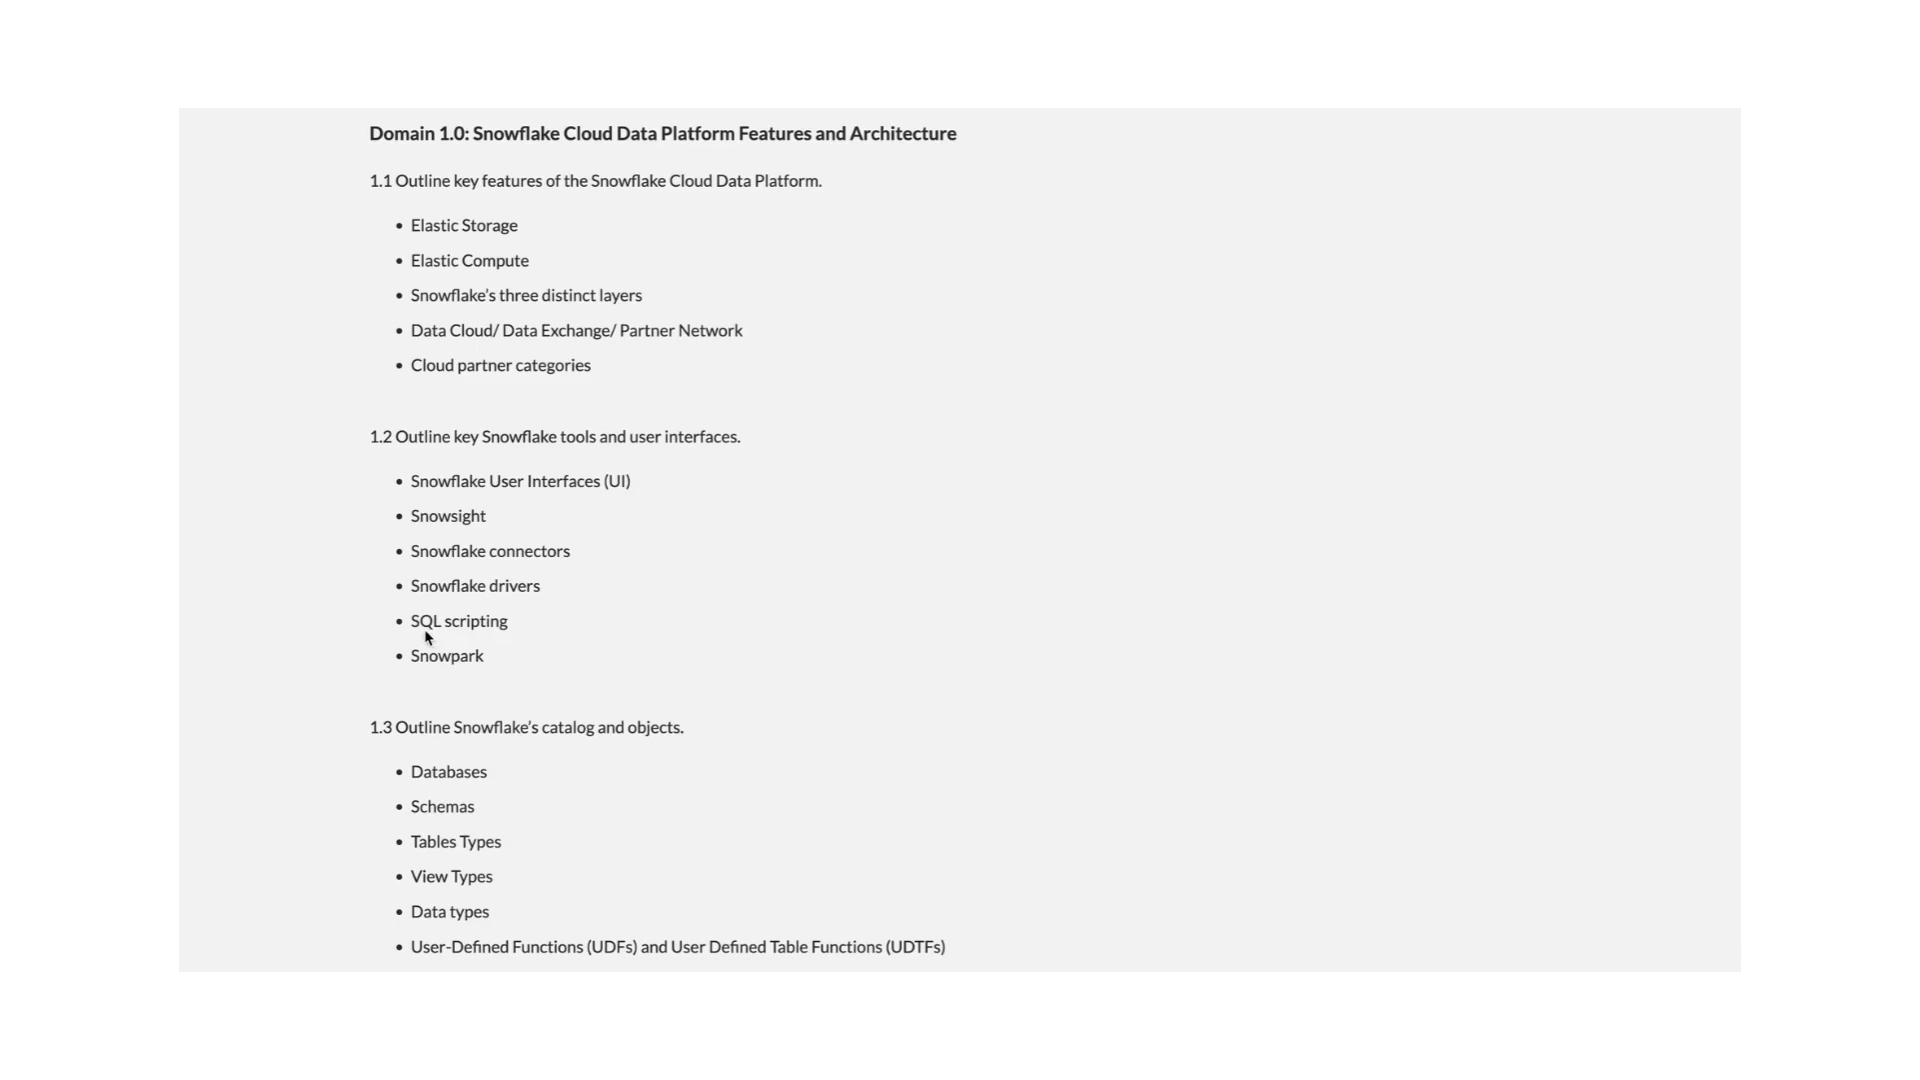 Domain 1.0: Snowflake Cloud Data Platform Features and Architecture
1.1 Outline key features of the Snowflake Cloud Data Platform.
• Elastic Storage
• Elastic Compute
• Snowflake’s three distinct layers
• Data Cloud/ Data Exchange/ Partner Network
• Cloud partner categories
1.2 Outline key Snowflake tools and user interfaces.
• Snowflake User Interfaces (UI)
• Snowsight
• Snowflake connectors
• Snowflake drivers
• SQL scripting
• Snowpark
1.3 Outline Snowflake’s catalog and objects.
• Databases
• Schemas
• Tables Types
• View Types
• Data types
• User-Defined Functions (UDFs) and User Defined Table Functions (UDTFs)